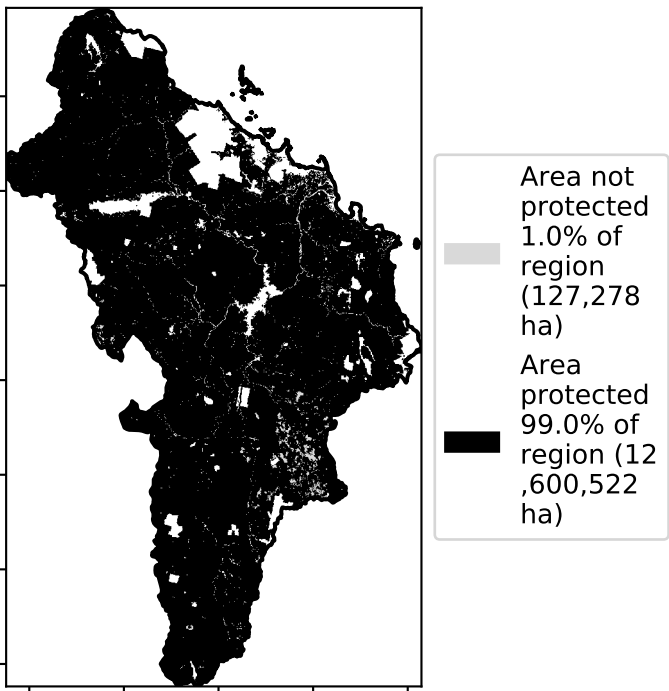 Area not
protected
1.0% of
region
(127,278
ha)
Area
protected
99.0% of
region (12
,600,522
ha)